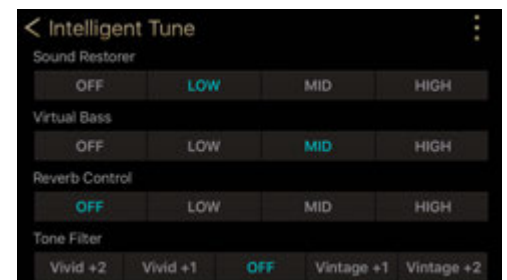 Intelligent Tune
Sound Restorer
OFF LOW MID HIGH
Virtual Bass
OFF LOW MID HIGH
Reverb Control
OFF LOW MID HIGH
Tone Filter
Vivid +2 Vivid +1 OFF Vintage +1 Vintage +2